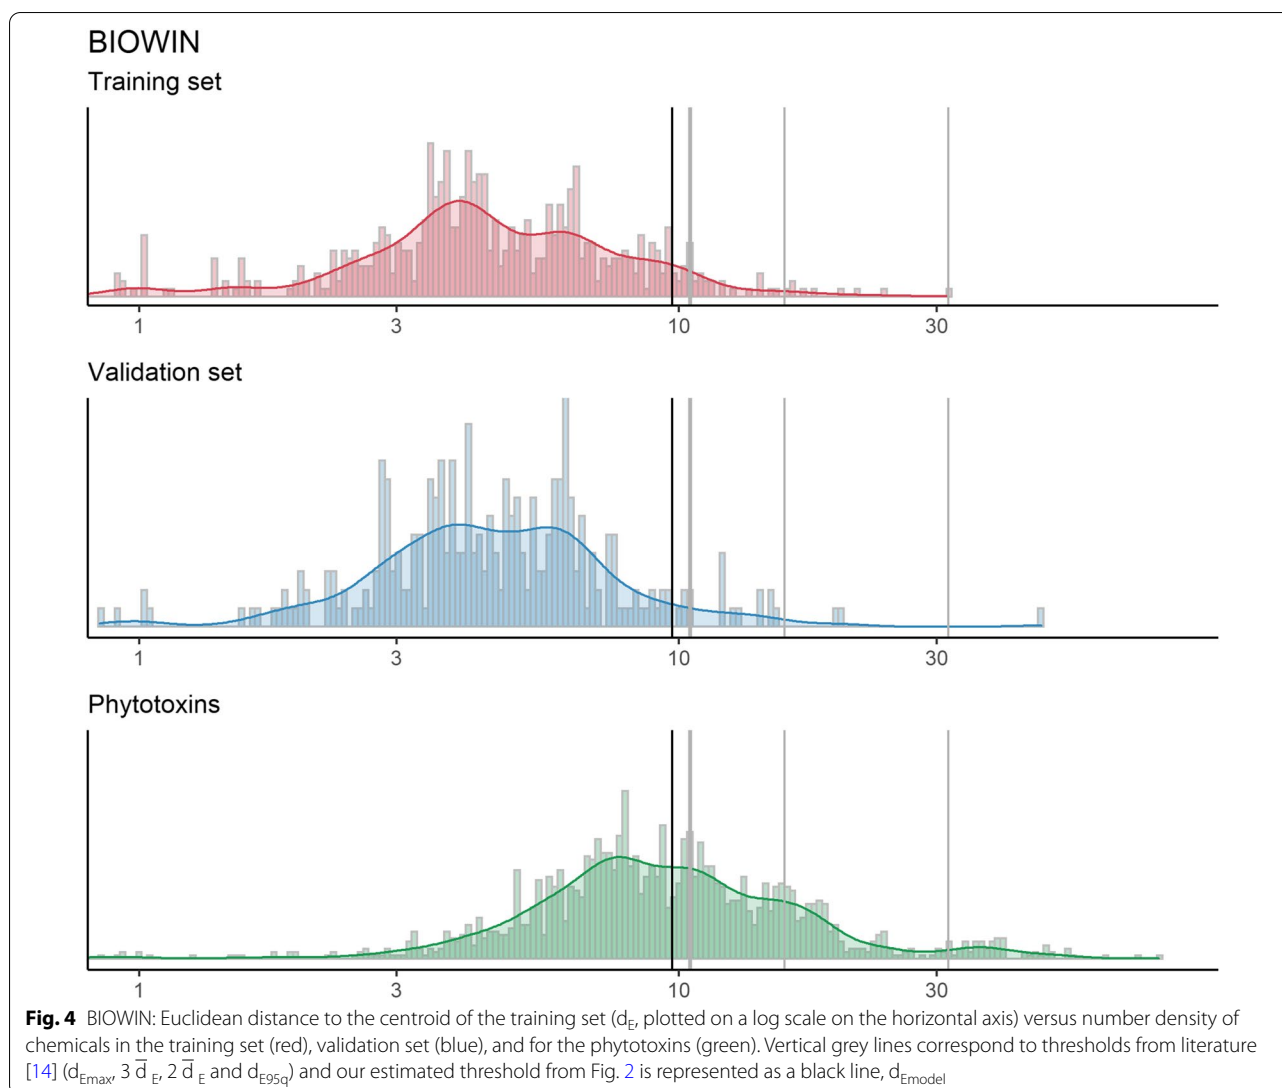 BIOWIN
Training set
1 3 10 30
Validation set
1 3 10 30
Phytotoxins
1 3 10 30
Fig. 4 BIOWIN: Euclidean distance to the centroid of the training set (dE, plotted on a log scale on the horizontal axis) versus number density of
chemicals in the training set (red), validation set (blue), and for the phytotoxins (green). Vertical grey lines correspond to thresholds from literature
[14] (dEmax, 3 d̅ E, 2 d̅ E and dE95q) and our estimated threshold from Fig. 2 is represented as a black line, dEmodel